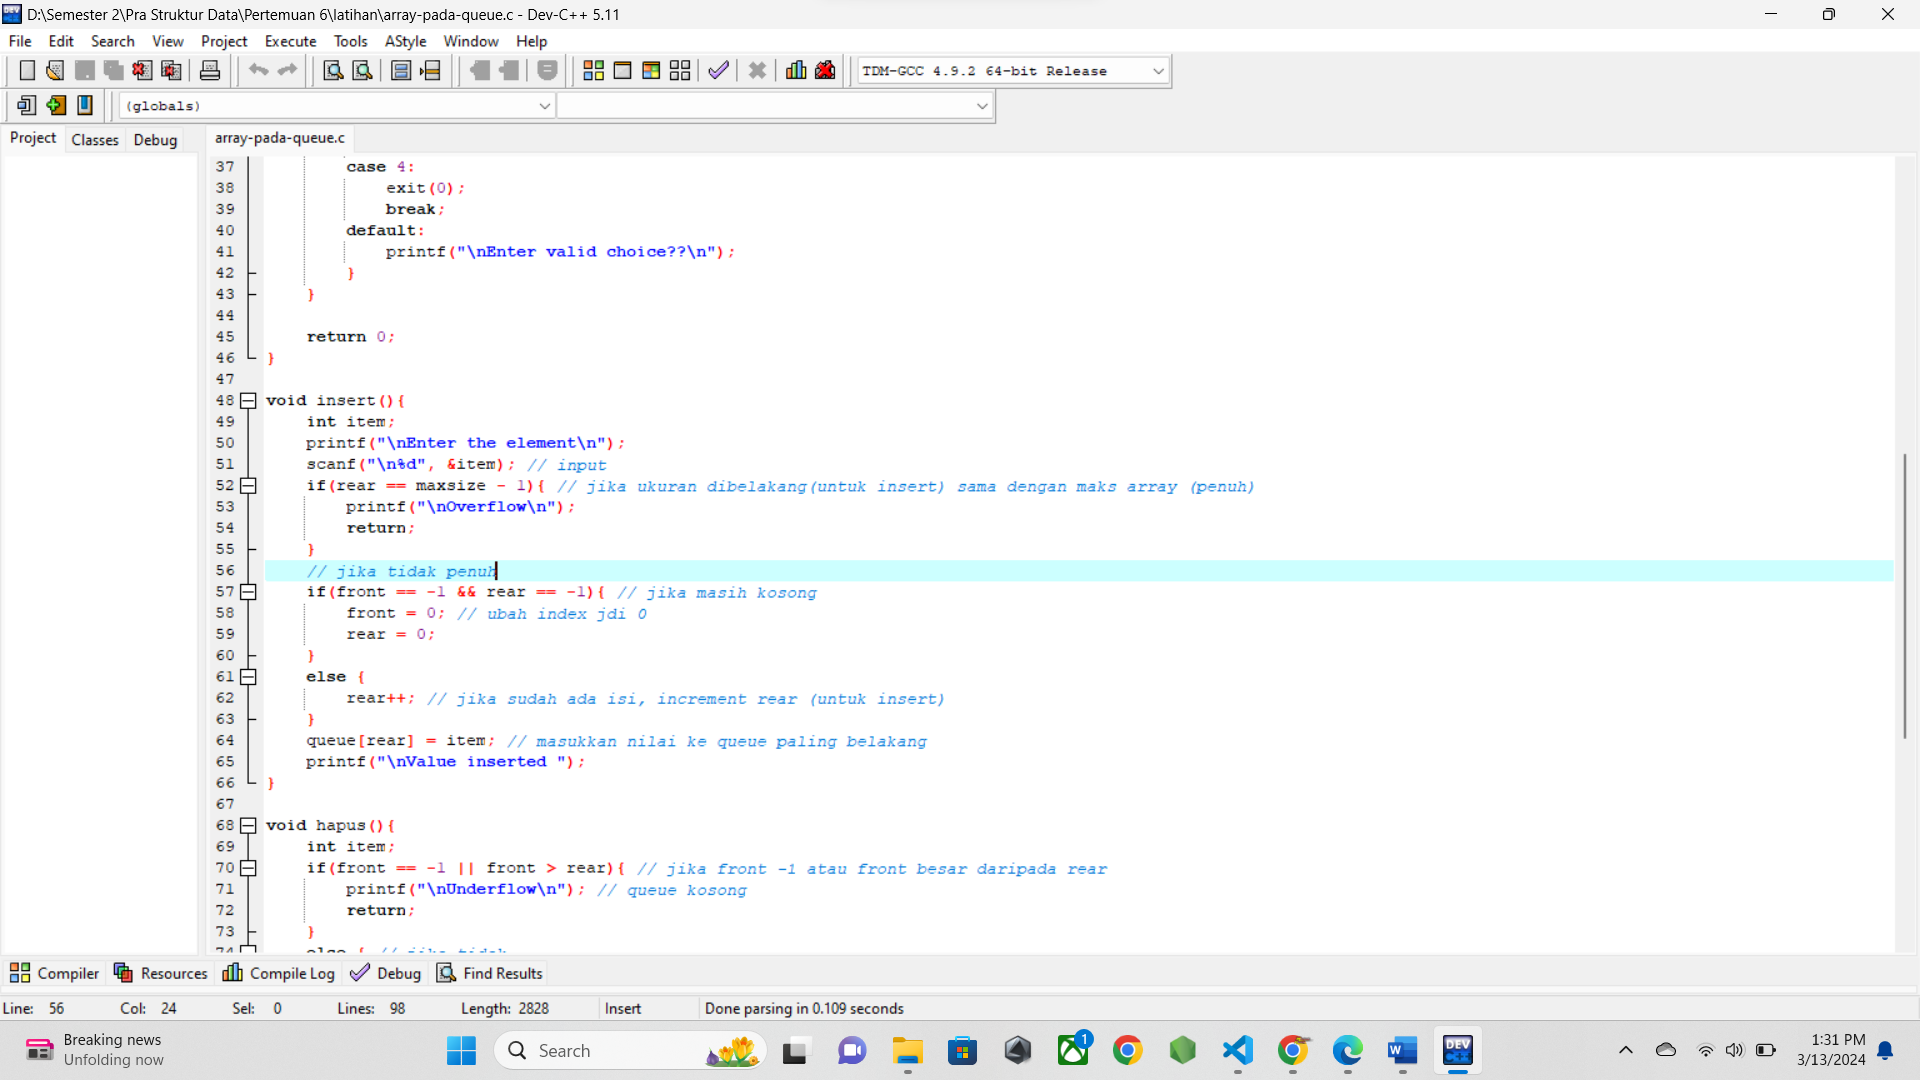 D:\Semester 2\Pra Struktur Data\Pertemuan 6\latihan\array-pada-queue.c - Dev-C++ 5.11
File Edit Search View Project Execute Tools AStyle Window Help
TDM-GCC 4.9.2 64-bit Release
(globals)
Project Classes Debug array-pada-queue.c
37 case 4:
38 exit(0);
39 break;
40 default:
41 printf("\nEnter valid choice??\n");
42 }
43 }
44
45 return 0;
46 }
47
48 void insert(){
49 int item;
50 printf("\nEnter the element\n");
51 scanf("\n%d", &item); // input
52 if(rear == maxsize - 1){ // jika ukuran dibelakang(untuk insert) sama dengan maks array (penuh)
53 printf("\nOverflow\n");
54 return;
55 }
56 // jika tidak penuh
57 if(front == -1 && rear == -1){ // jika masih kosong
58 front = 0; // ubah index jdi 0
59 rear = 0;
60 }
61 else {
62 rear++; // jika sudah ada isi, increment rear (untuk insert)
63 }
64 queue[rear] = item; // masukkan nilai ke queue paling belakang
65 printf("\nValue inserted ");
66 }
67
68 void hapus(){
69 int item;
70 if(front == -1 || front > rear){ // jika front -1 atau front besar daripada rear
71 printf("\nUnderflow\n"); // queue kosong
72 return;
73 }
74 else { // jika tidak
Compiler Resources Compile Log Debug Find Results
Line: 56 Col: 24 Sel: 0 Lines: 98 Length: 2828 Insert Done parsing in 0.109 seconds
Breaking news
Unfolding now
Search
1
DEV C++
1:31 PM
3/13/2024